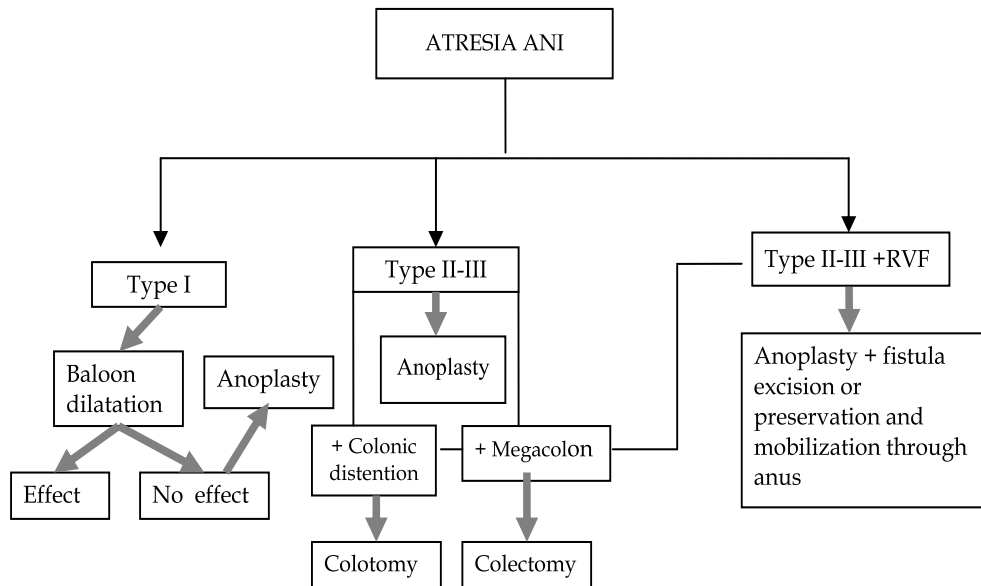 ATRESIA ANI
Type I
Type II-III
Type II-III +RVF
Baloon
dilatation
Anoplasty
Anoplasty
Anoplasty + fistula
excision or
preservation and
mobilization through
anus
Effect
No effect
+ Colonic
distention
+ Megacolon
Colotomy
Colectomy